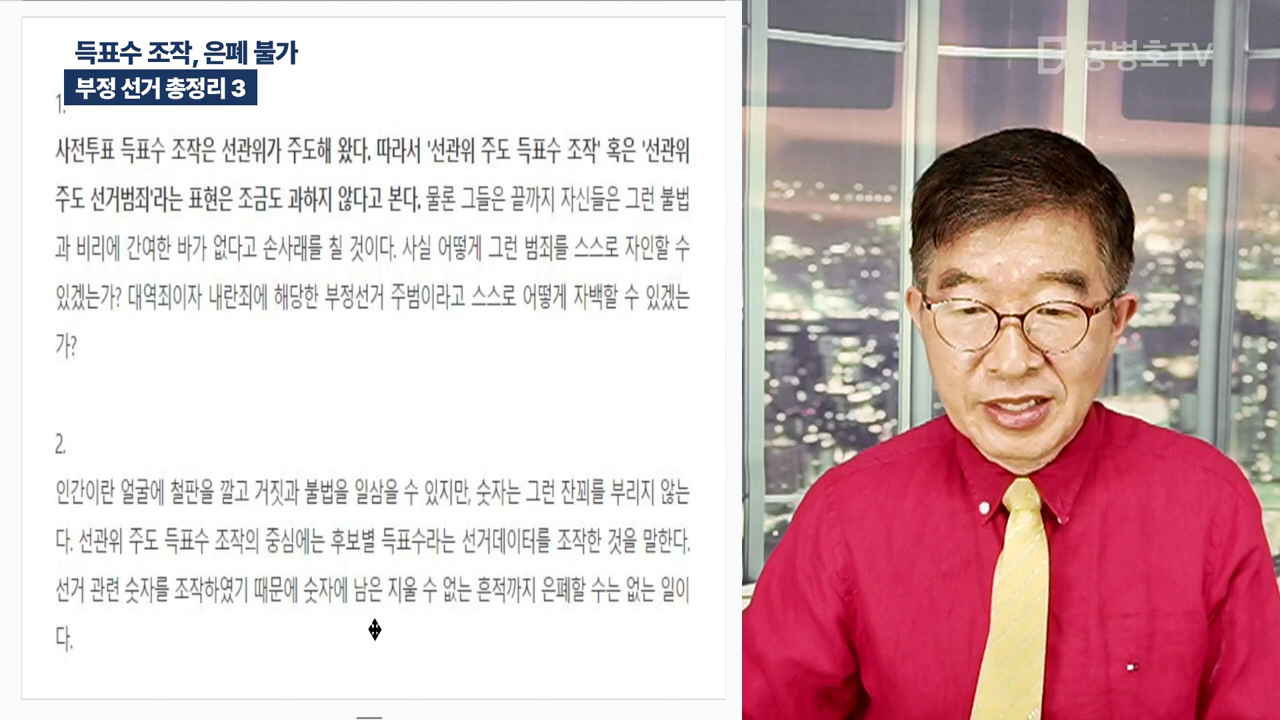 득표수 조작, 은폐 불가
부정 선거 총정리 3
1.
사전투표 득표수 조작은 선관위가 주도해 왔다. 따라서 '선관위 주도 득표수 조작' 혹은 '선관위
주도 선거범죄'라는 표현은 조금도 과하지 않다고 본다. 물론 그들은 끝까지 자신들은 그런 불법
과 비리에 간여한 바가 없다고 손사래를 칠 것이다. 사실 어떻게 그런 범죄를 스스로 자인할 수
있겠는가? 대역죄이자 내란죄에 해당한 부정선거 주범이라고 스스로 어떻게 자백할 수 있겠는
가?
2.
인간이란 얼굴에 철판을 깔고 거짓과 불법을 일삼을 수 있지만, 숫자는 그런 잔꾀를 부리지 않는
다. 선관위 주도 득표수 조작의 중심에는 후보별 득표수라는 선거데이터를 조작한 것을 말한다.
선거 관련 숫자를 조작하였기 때문에 숫자에 남은 지울 수 없는 흔적까지 은폐할 수는 없는 일이
다.
공병호TV